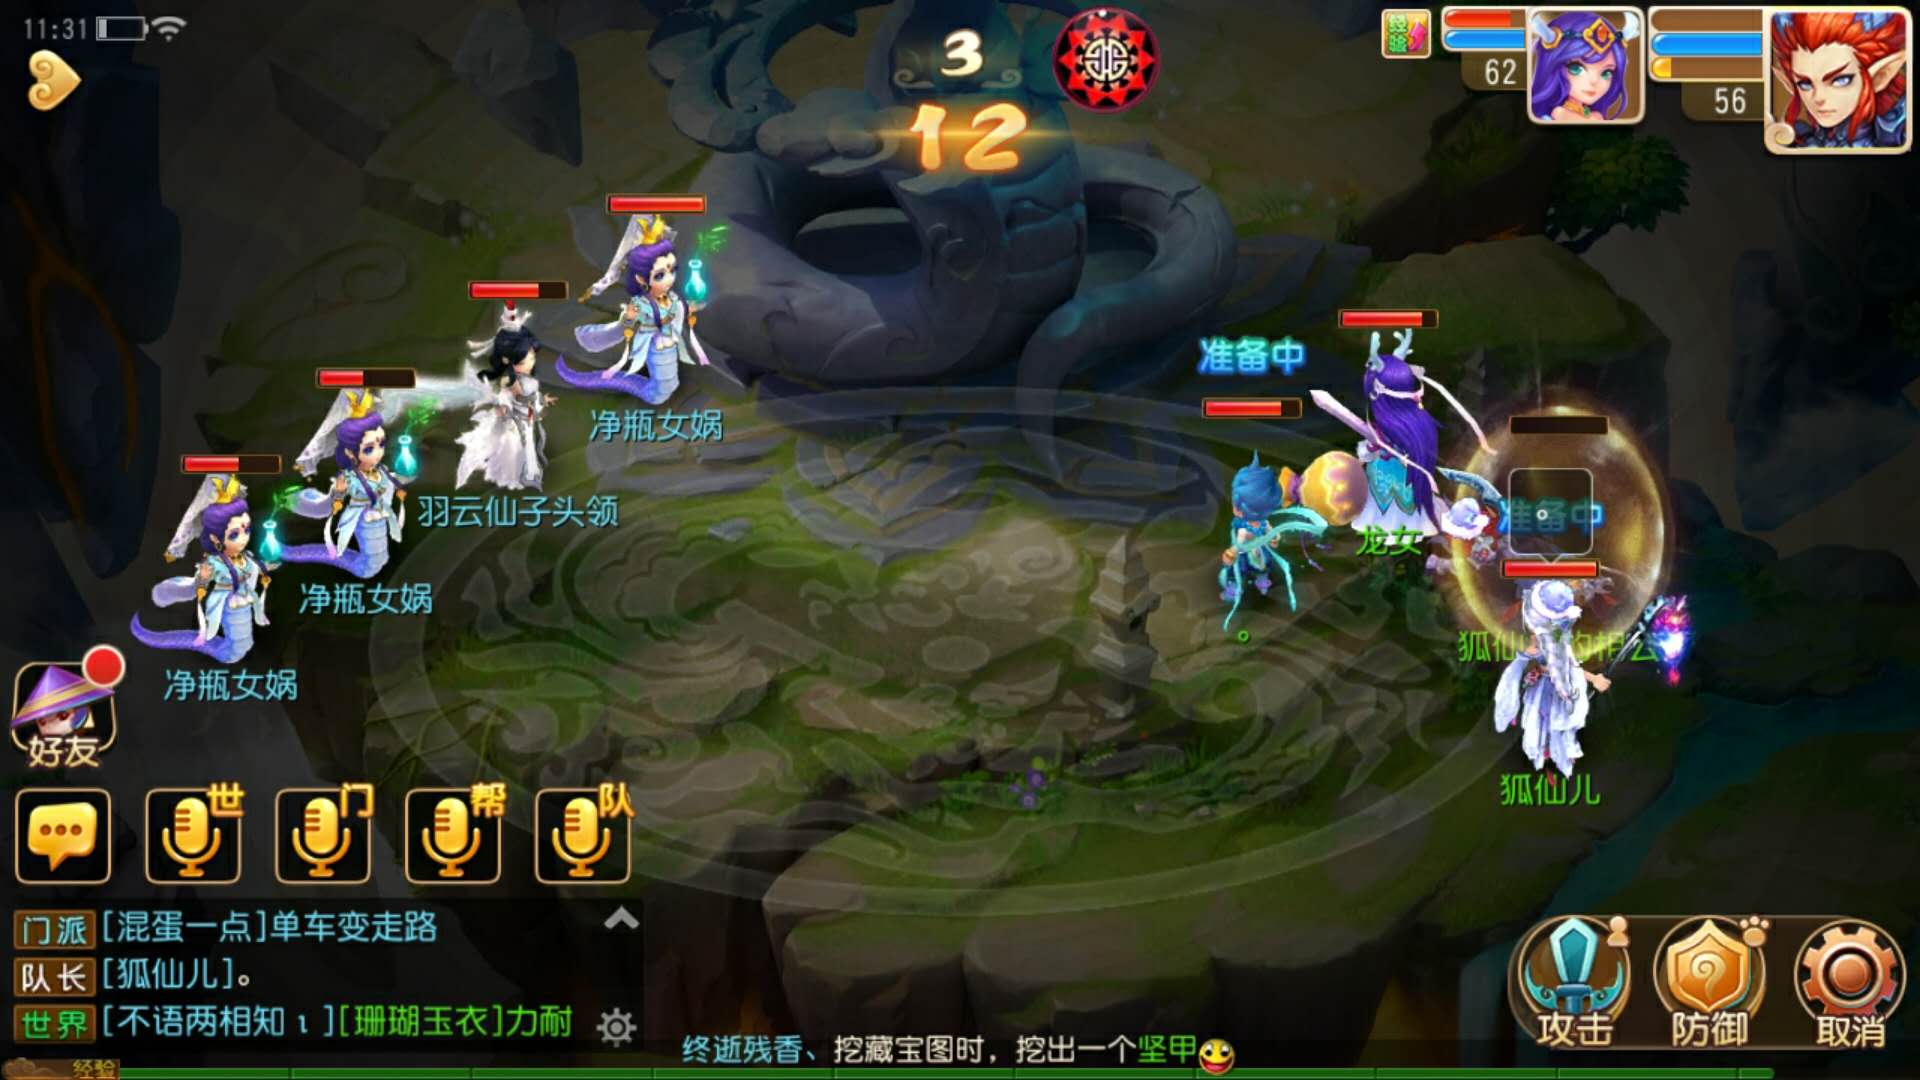 11:31
3
12
经验
62
56
净瓶女娲
羽云仙子头领
净瓶女娲
净瓶女娲
准备中
龙女
准备中
。
狐仙儿
好友
世
门
帮
队
门派 [混蛋一点]单车变走路
队长 [狐仙儿]。
世界 [不语两相知ι][珊瑚玉衣]力耐
终逝残香、挖藏宝图时，挖出一个坚甲
攻击
防御
取消
经验